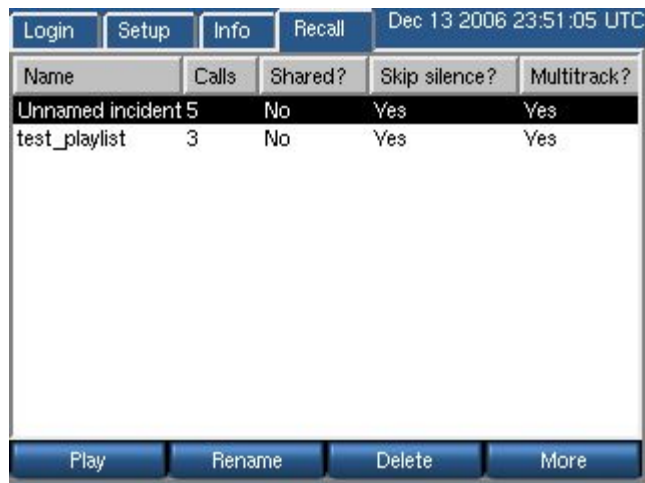 Login Setup Info Recall Dec 13 2006 23:51:05 UTC
Name Calls Shared? Skip silence? Multitrack?
Unnamed incident 5 No Yes Yes
test_playlist 3 No Yes Yes
Play Rename Delete More